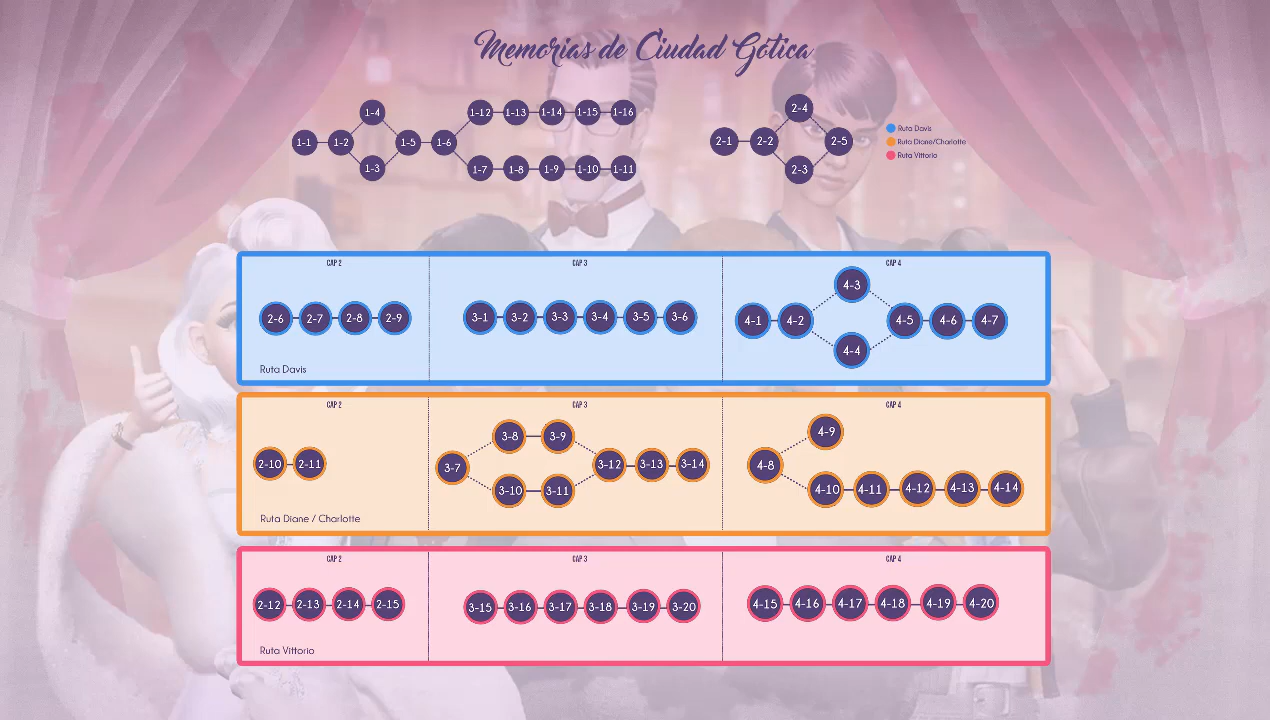 Memorias de Ciudad Gótica
1-4
1-12 1-13 1-14 1-15 1-16
1-1 1-2 1-5 1-6
1-3
1-7 1-8 1-9 1-10 1-11
2-4
2-1 2-2 2-5
2-3
Ruta Davis
Ruta Diane/Charlotte
Ruta Vittorio
CAP 2 CAP 3 CAP 4
4-3
2-6 2-7 2-8 2-9 3-1 3-2 3-3 3-4 3-5 3-6 4-1 4-2 4-5 4-6 4-7
4-4
Ruta Davis
CAP 2 CAP 3 CAP 4
3-8 3-9 4-9
2-10 2-11 3-7 3-12 3-13 3-14 4-8
3-10 3-11 4-10 4-11 4-12 4-13 4-14
Ruta Diane / Charlotte
CAP 2 CAP 3 CAP 4
2-12 2-13 2-14 2-15 3-15 3-16 3-17 3-18 3-19 3-20 4-15 4-16 4-17 4-18 4-19 4-20
Ruta Vittorio